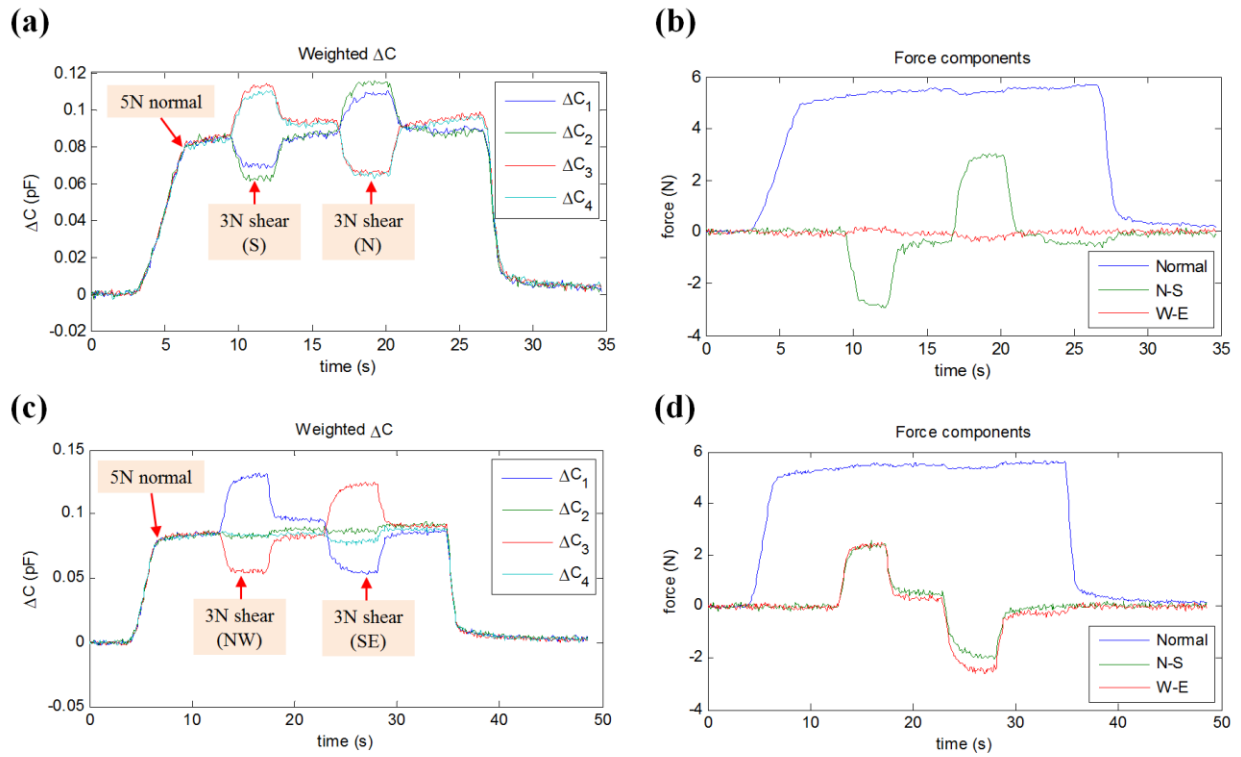 (a)
Weighted ΔC
0.12
0.1
0.08
0.06
0.04
0.02
0
-0.02
ΔC (pF)
5N normal
3N shear
(S)
3N shear
(N)
ΔC1
ΔC2
ΔC3
ΔC4
0 5 10 15 20 25 30 35
time (s)
(b)
Force components
6
4
2
0
-2
-4
force (N)
Normal
N-S
W-E
0 5 10 15 20 25 30 35
time (s)
(c)
Weighted ΔC
0.15
0.1
0.05
0
-0.05
ΔC (pF)
5N normal
3N shear
(NW)
3N shear
(SE)
ΔC1
ΔC2
ΔC3
ΔC4
0 10 20 30 40 50
time (s)
(d)
Force components
6
4
2
0
-2
-4
force (N)
Normal
N-S
W-E
0 10 20 30 40 50
time (s)